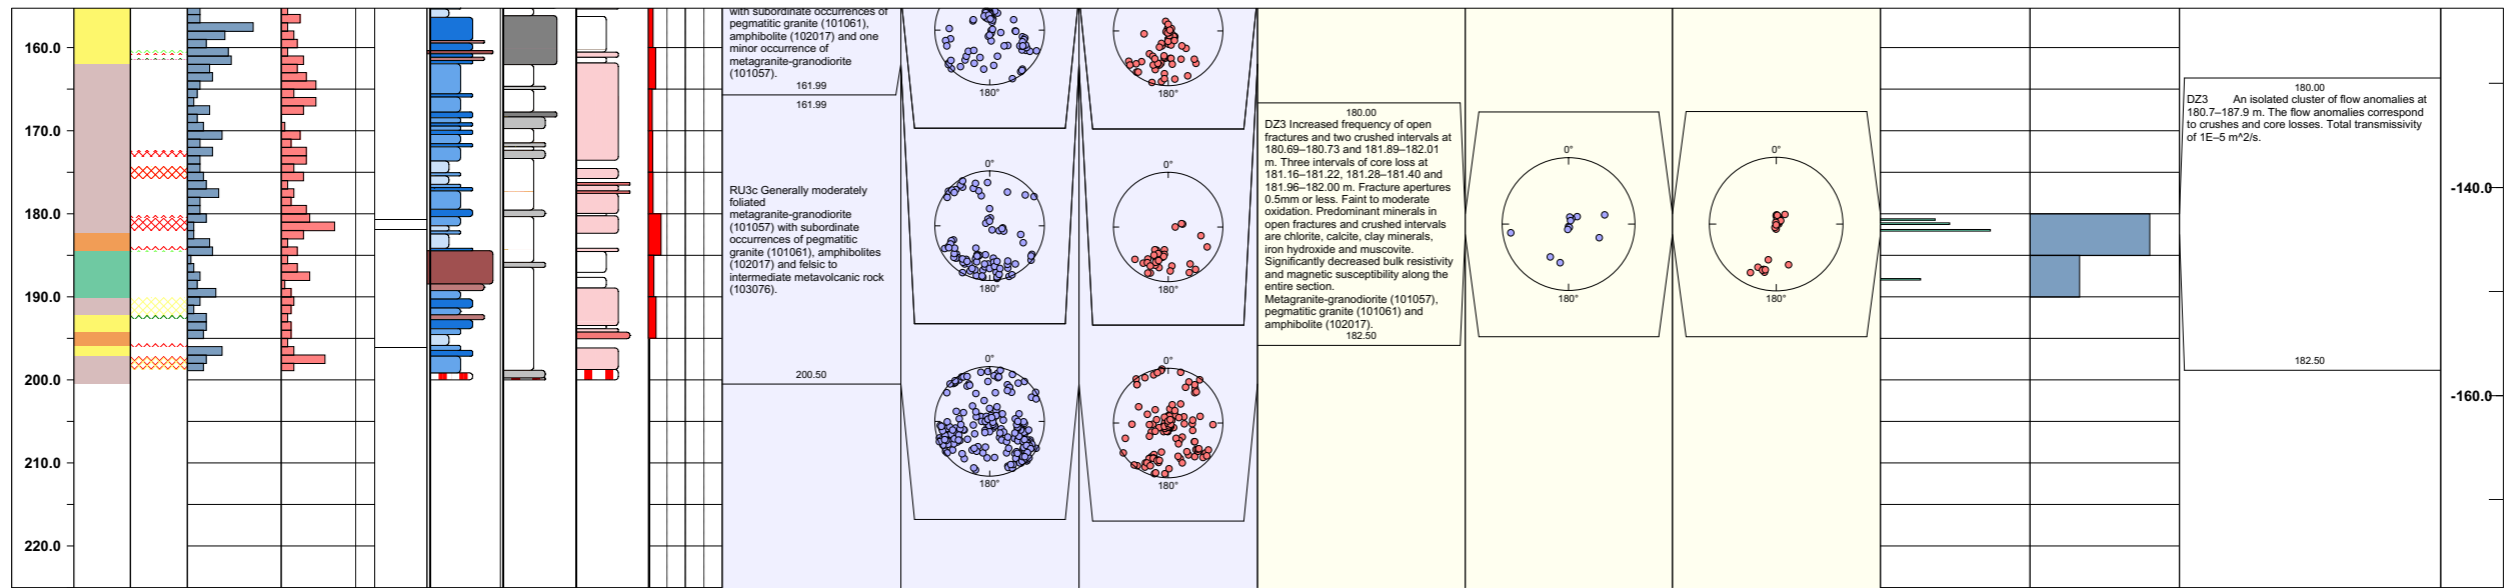 160.0
170.0
180.0
190.0
200.0
210.0
220.0
with subordinate occurrences of
pegmatitic granite (101061),
amphibolite (102017) and one
minor occurrence of
metagranite-granodiorite
(101057).
161.99
161.99
RU3c Generally moderately
foliated
metagranite-granodiorite
(101057) with subordinate
occurrences of pegmatitic
granite (101061), amphibolites
(102017) and felsic to
intermediate metavolcanic rock
(103076).
200.50
180°
0°
180°
0°
180°
180°
0°
180°
0°
180°
180.00
DZ3 Increased frequency of open
fractures and two crushed intervals at
180.69–180.73 and 181.89–182.01
m. Three intervals of core loss at
181.16–181.22, 181.28–181.40 and
181.96–182.00 m. Fracture apertures
0.5mm or less. Faint to moderate
oxidation. Predominant minerals in
open fractures and crushed intervals
are chlorite, calcite, clay minerals,
iron hydroxide and muscovite.
Significantly decreased bulk resistivity
and magnetic susceptibility along the
entire section.
Metagranite-granodiorite (101057),
pegmatitic granite (101061) and
amphibolite (102017).
182.50
0°
180°
0°
180°
180.00
DZ3 An isolated cluster of flow anomalies at
180.7–187.9 m. The flow anomalies correspond
to crushes and core losses. Total transmissivity
of 1E–5 m^2/s.
182.50
-140.0
-160.0